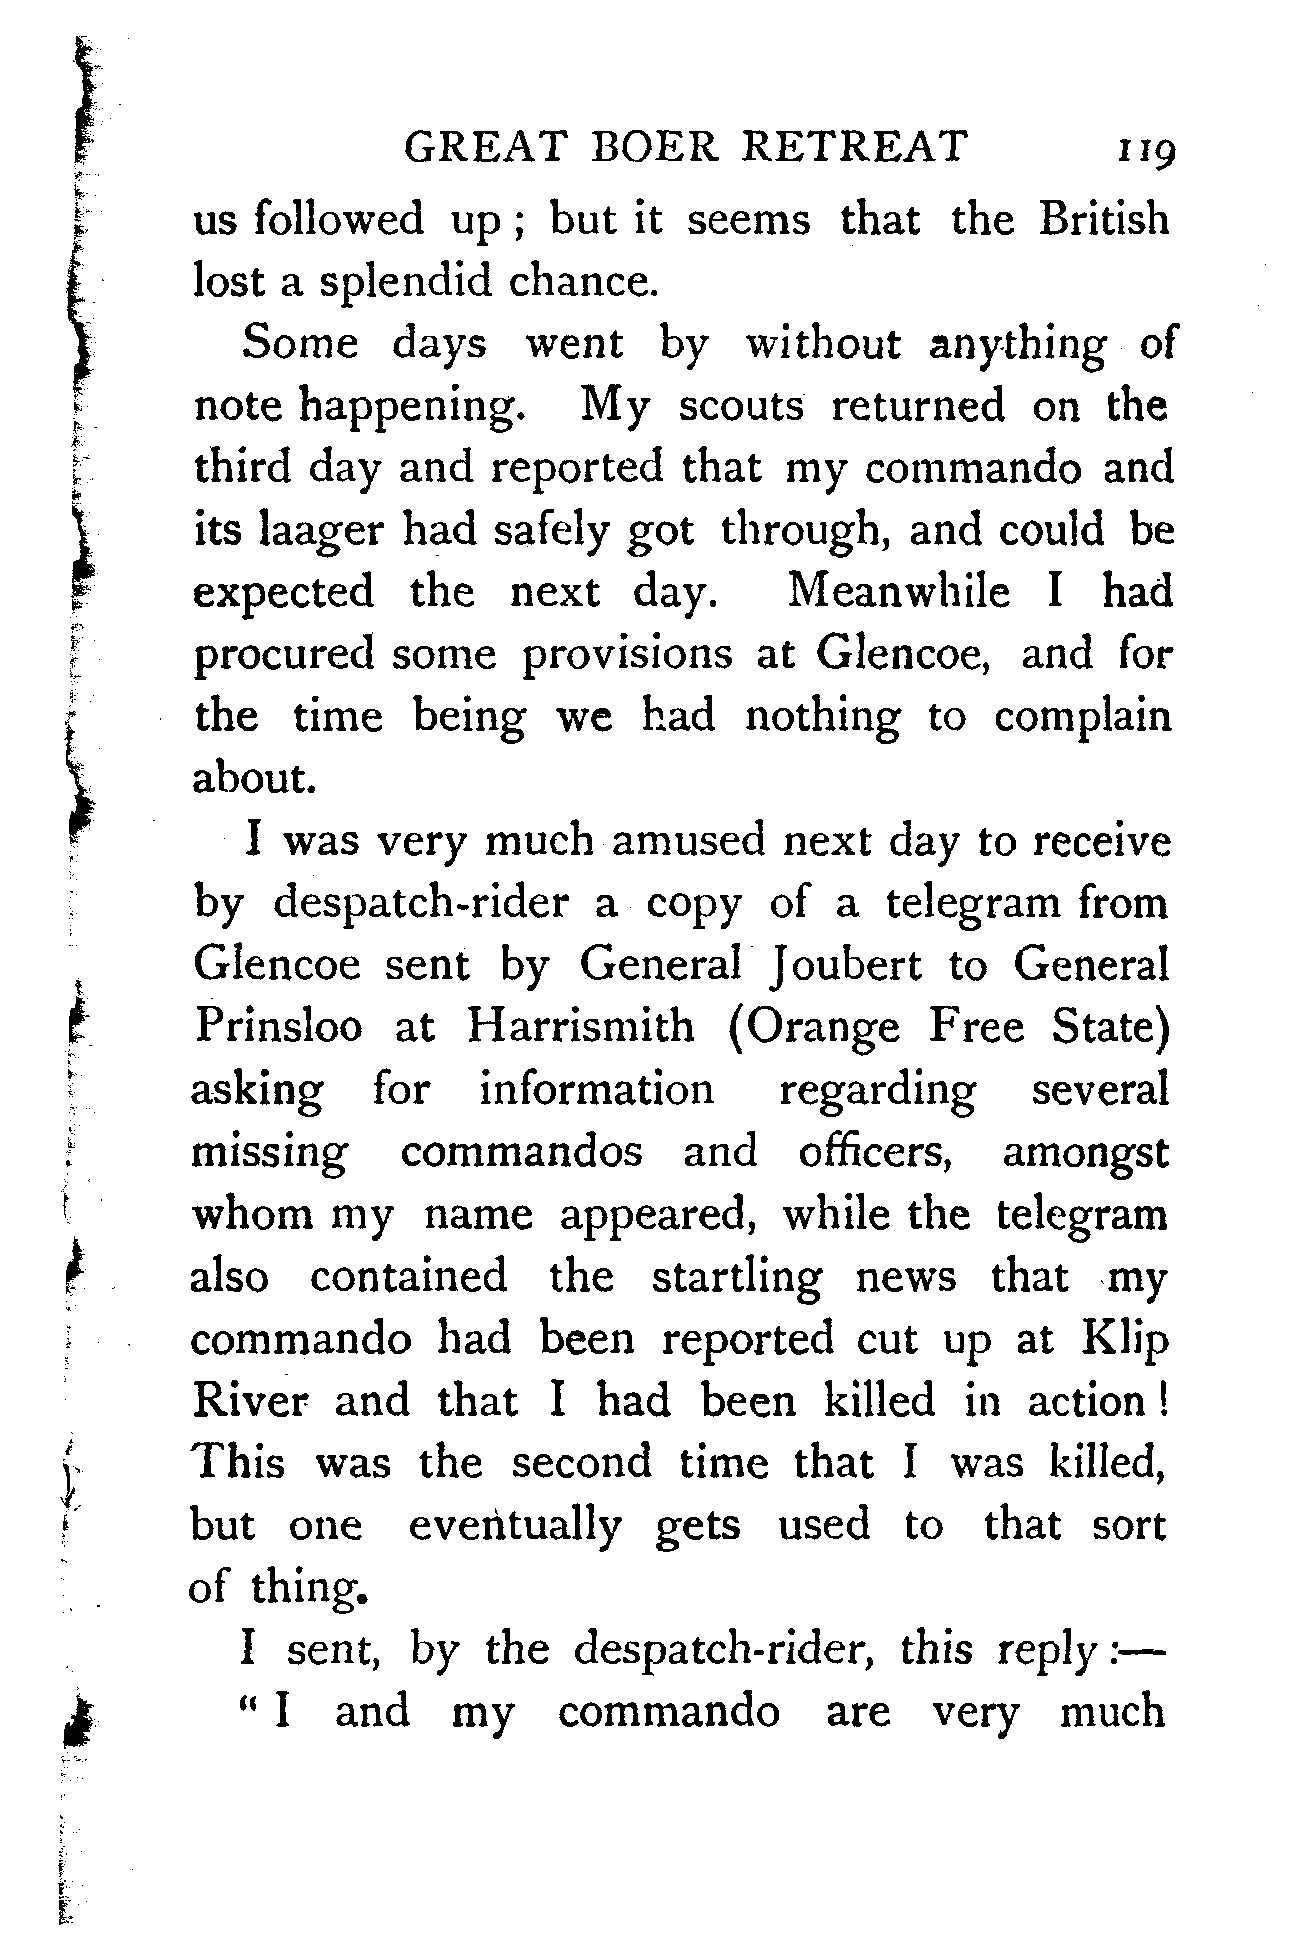 GREAT BOER RETREAT 119
us followed up ; but it seems that the British
lost a splendid chance.
Some days went by without anything of
note happening. My scouts returned on the
third day and reported that my commando and
its laager had safely got through, and could be
expected the next day. Meanwhile I had
procured some provisions at Glencoe, and for
the time being we had nothing to complain
about.
I was very much amused next day to receive
by despatch-rider a copy of a telegram from
Glencoe sent by General Joubert to General
Prinsloo at Harrismith (Orange Free State)
asking for information regarding several
missing commandos and officers, amongst
whom my name appeared, while the telegram
also contained the startling news that my
commando had been reported cut up at Klip
River and that I had been killed in action !
This was the second time that I was killed,
but one eventually gets used to that sort
of thing.
I sent, by the despatch-rider, this reply :—
“ I and my commando are very much